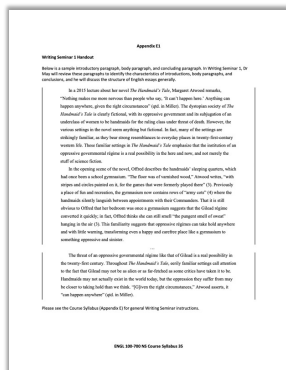 Appendix E1
Writing Seminar 1 Handout
Below is a sample introductory paragraph, body paragraph, and concluding paragraph. In Writing Seminar 1, Dr
May will review these paragraphs to identify the characteristics of introductions, body paragraphs, and
conclusions, and he will discuss the structure of English essays generally.
In a 2015 lecture about her novel The Handmaid's Tale, Margaret Atwood remarks,
"Nothing makes me more nervous than people who say, 'It can't happen here.' Anything can
happen anywhere, given the right circumstances" (qtd. in Miller). The dystopian society of The
Handmaid's Tale is clearly fictional, with its oppressive government and its subjugation of an
underclass of women to be handmaids for the ruling class under threat of death. However, the
various settings in the novel seem anything but fictional. In fact, many of the settings are
strikingly familiar, as they bear strong resemblances to everyday places in twenty-first-century
western life. These familiar settings in The Handmaid's Tale emphasize that the institution of an
oppressive governmental regime is a real possibility in the here and now, and not merely the
stuff of science fiction.
In the opening scene of the novel, Offred describes the handmaids' sleeping quarters, which
had once been a school gymnasium. "The floor was of varnished wood," Atwood writes, "with
stripes and circles painted on it, for the games that were formerly played there" (3). Previously
a place of fun and recreation, the gymnasium now contains rows of "army cots" (4) where the
handmaids silently languish between appointments with their Commanders. That it is still
obvious to Offred that her bedroom was once a gymnasium suggests that the Gilead regime
converted it quickly; in fact, Offred thinks she can still smell "the pungent smell of sweat"
hanging in the air (3). This familiarity suggests that oppressive regimes can take hold anywhere
and with little warning, transforming even a happy and carefree place like a gymnasium to
something oppressive and sinister.
...
The threat of an oppressive governmental regime like that of Gilead is a real possibility in
the twenty-first century. Throughout The Handmaid's Tale, eerily familiar settings call attention
to the fact that Gilead may not be as alien or as far-fetched as some critics have taken it to be.
Handmaids may not actually exist in the world today, but the oppression they suffer from may
be closer to taking hold than we think. "[G]iven the right circumstances," Atwood asserts, it
"can happen anywhere" (qtd. in Miller).
Please see the Course Syllabus (Appendix E) for general Writing Seminar instructions.
ENGL 100-700 NS Course Syllabus 35